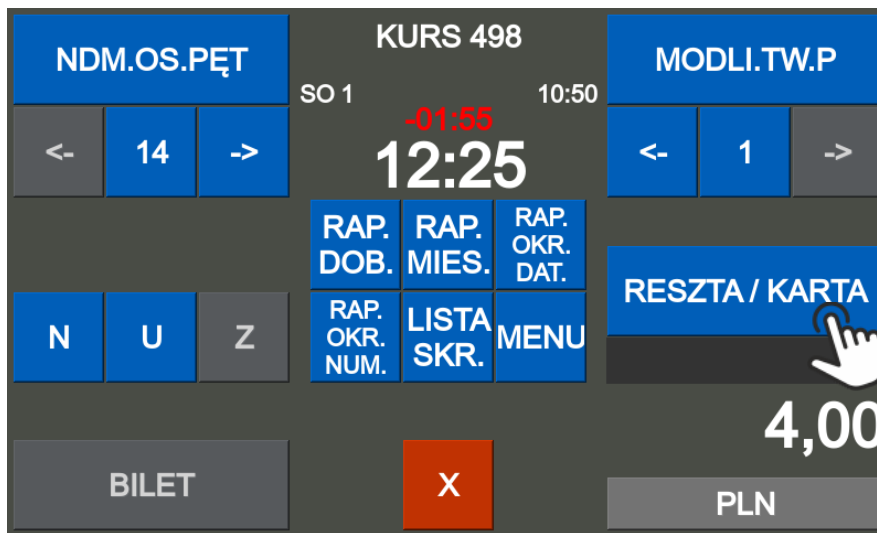 NDM.OS.PĘT
KURS 498
MODLI.TW.P
SO 1
10:50
-01:55
12:25
<-
14
->
<-
1
->
RAP.
DOB.
RAP.
MIES.
RAP.
OKR.
DAT.
RESZTA / KARTA
N
U
Z
RAP.
OKR.
NUM.
LISTA
SKR.
MENU
4,00
BILET
X
PLN